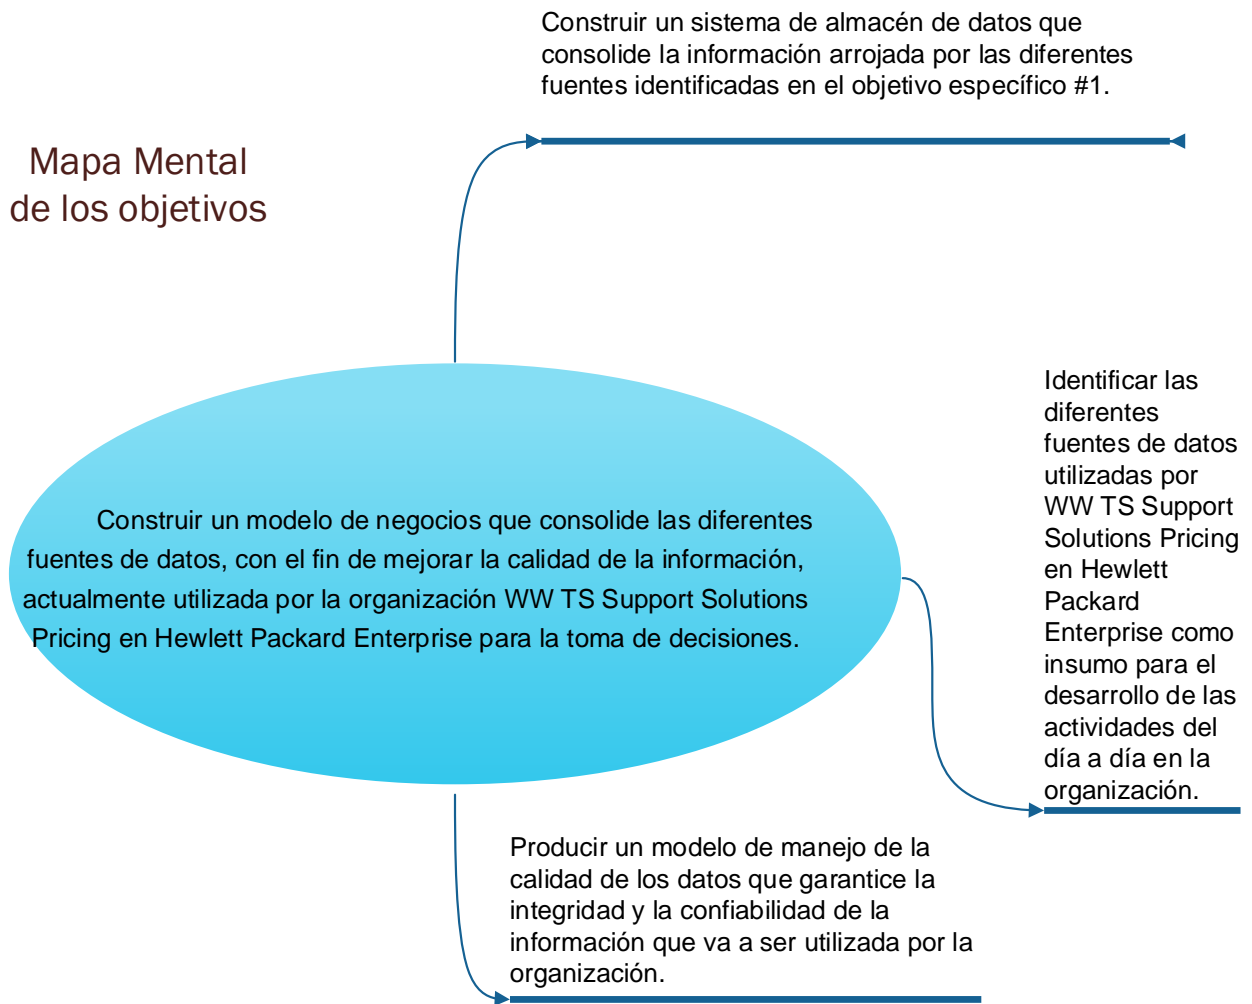 Construir un sistema de almacén de datos que
consolide la información arrojada por las diferentes
fuentes identificadas en el objetivo específico #1.
Mapa Mental
de los objetivos
Construir un modelo de negocios que consolide las diferentes
fuentes de datos, con el fin de mejorar la calidad de la información,
actualmente utilizada por la organización WW TS Support Solutions
Pricing en Hewlett Packard Enterprise para la toma de decisiones.
Identificar las
diferentes
fuentes de datos
utilizadas por
WW TS Support
Solutions Pricing
en Hewlett
Packard
Enterprise como
insumo para el
desarrollo de las
actividades del
día a día en la
organización.
Producir un modelo de manejo de la
calidad de los datos que garantice la
integridad y la confiabilidad de la
información que va a ser utilizada por la
organización.